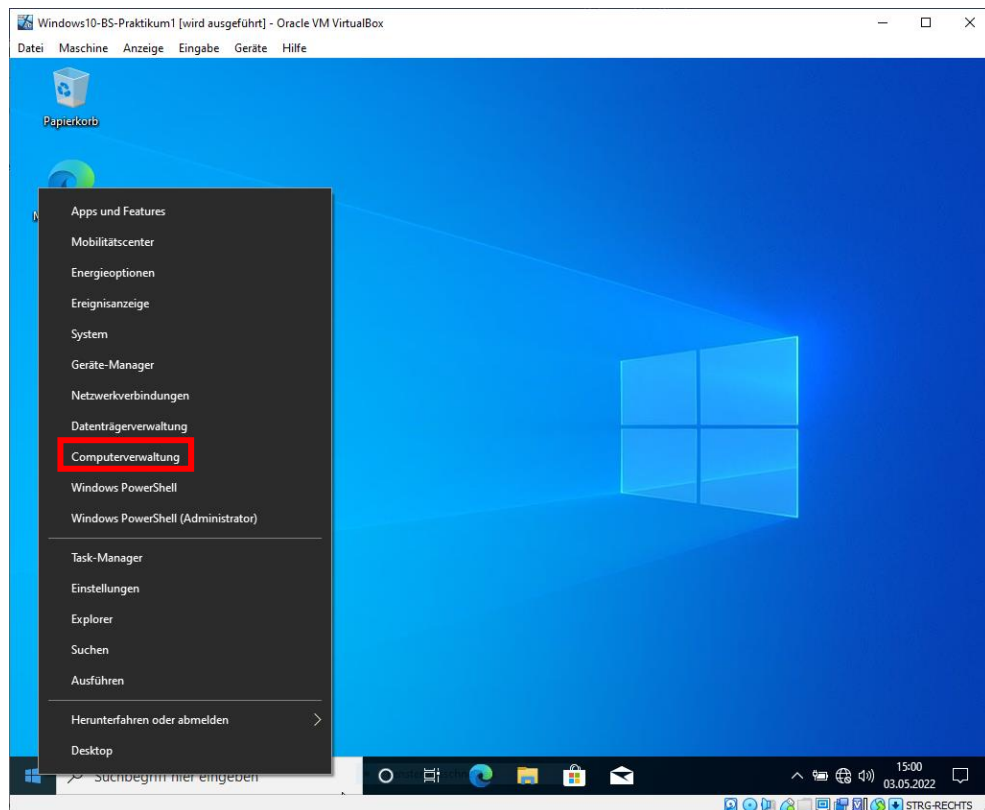 Windows10-BS-Praktikum1 [wird ausgeführt] - Oracle VM VirtualBox
Datei Maschine Anzeige Eingabe Geräte Hilfe
Papierkorb
Apps und Features
Mobilitätscenter
Energieoptionen
Ereignisanzeige
System
Geräte-Manager
Netzwerkverbindungen
Datenträgerverwaltung
Computerverwaltung
Windows PowerShell
Windows PowerShell (Administrator)
Task-Manager
Einstellungen
Explorer
Suchen
Ausführen
Herunterfahren oder abmelden
Desktop
Suchbegriff hier eingeben
15:00
03.05.2022
STRG-RECHTS